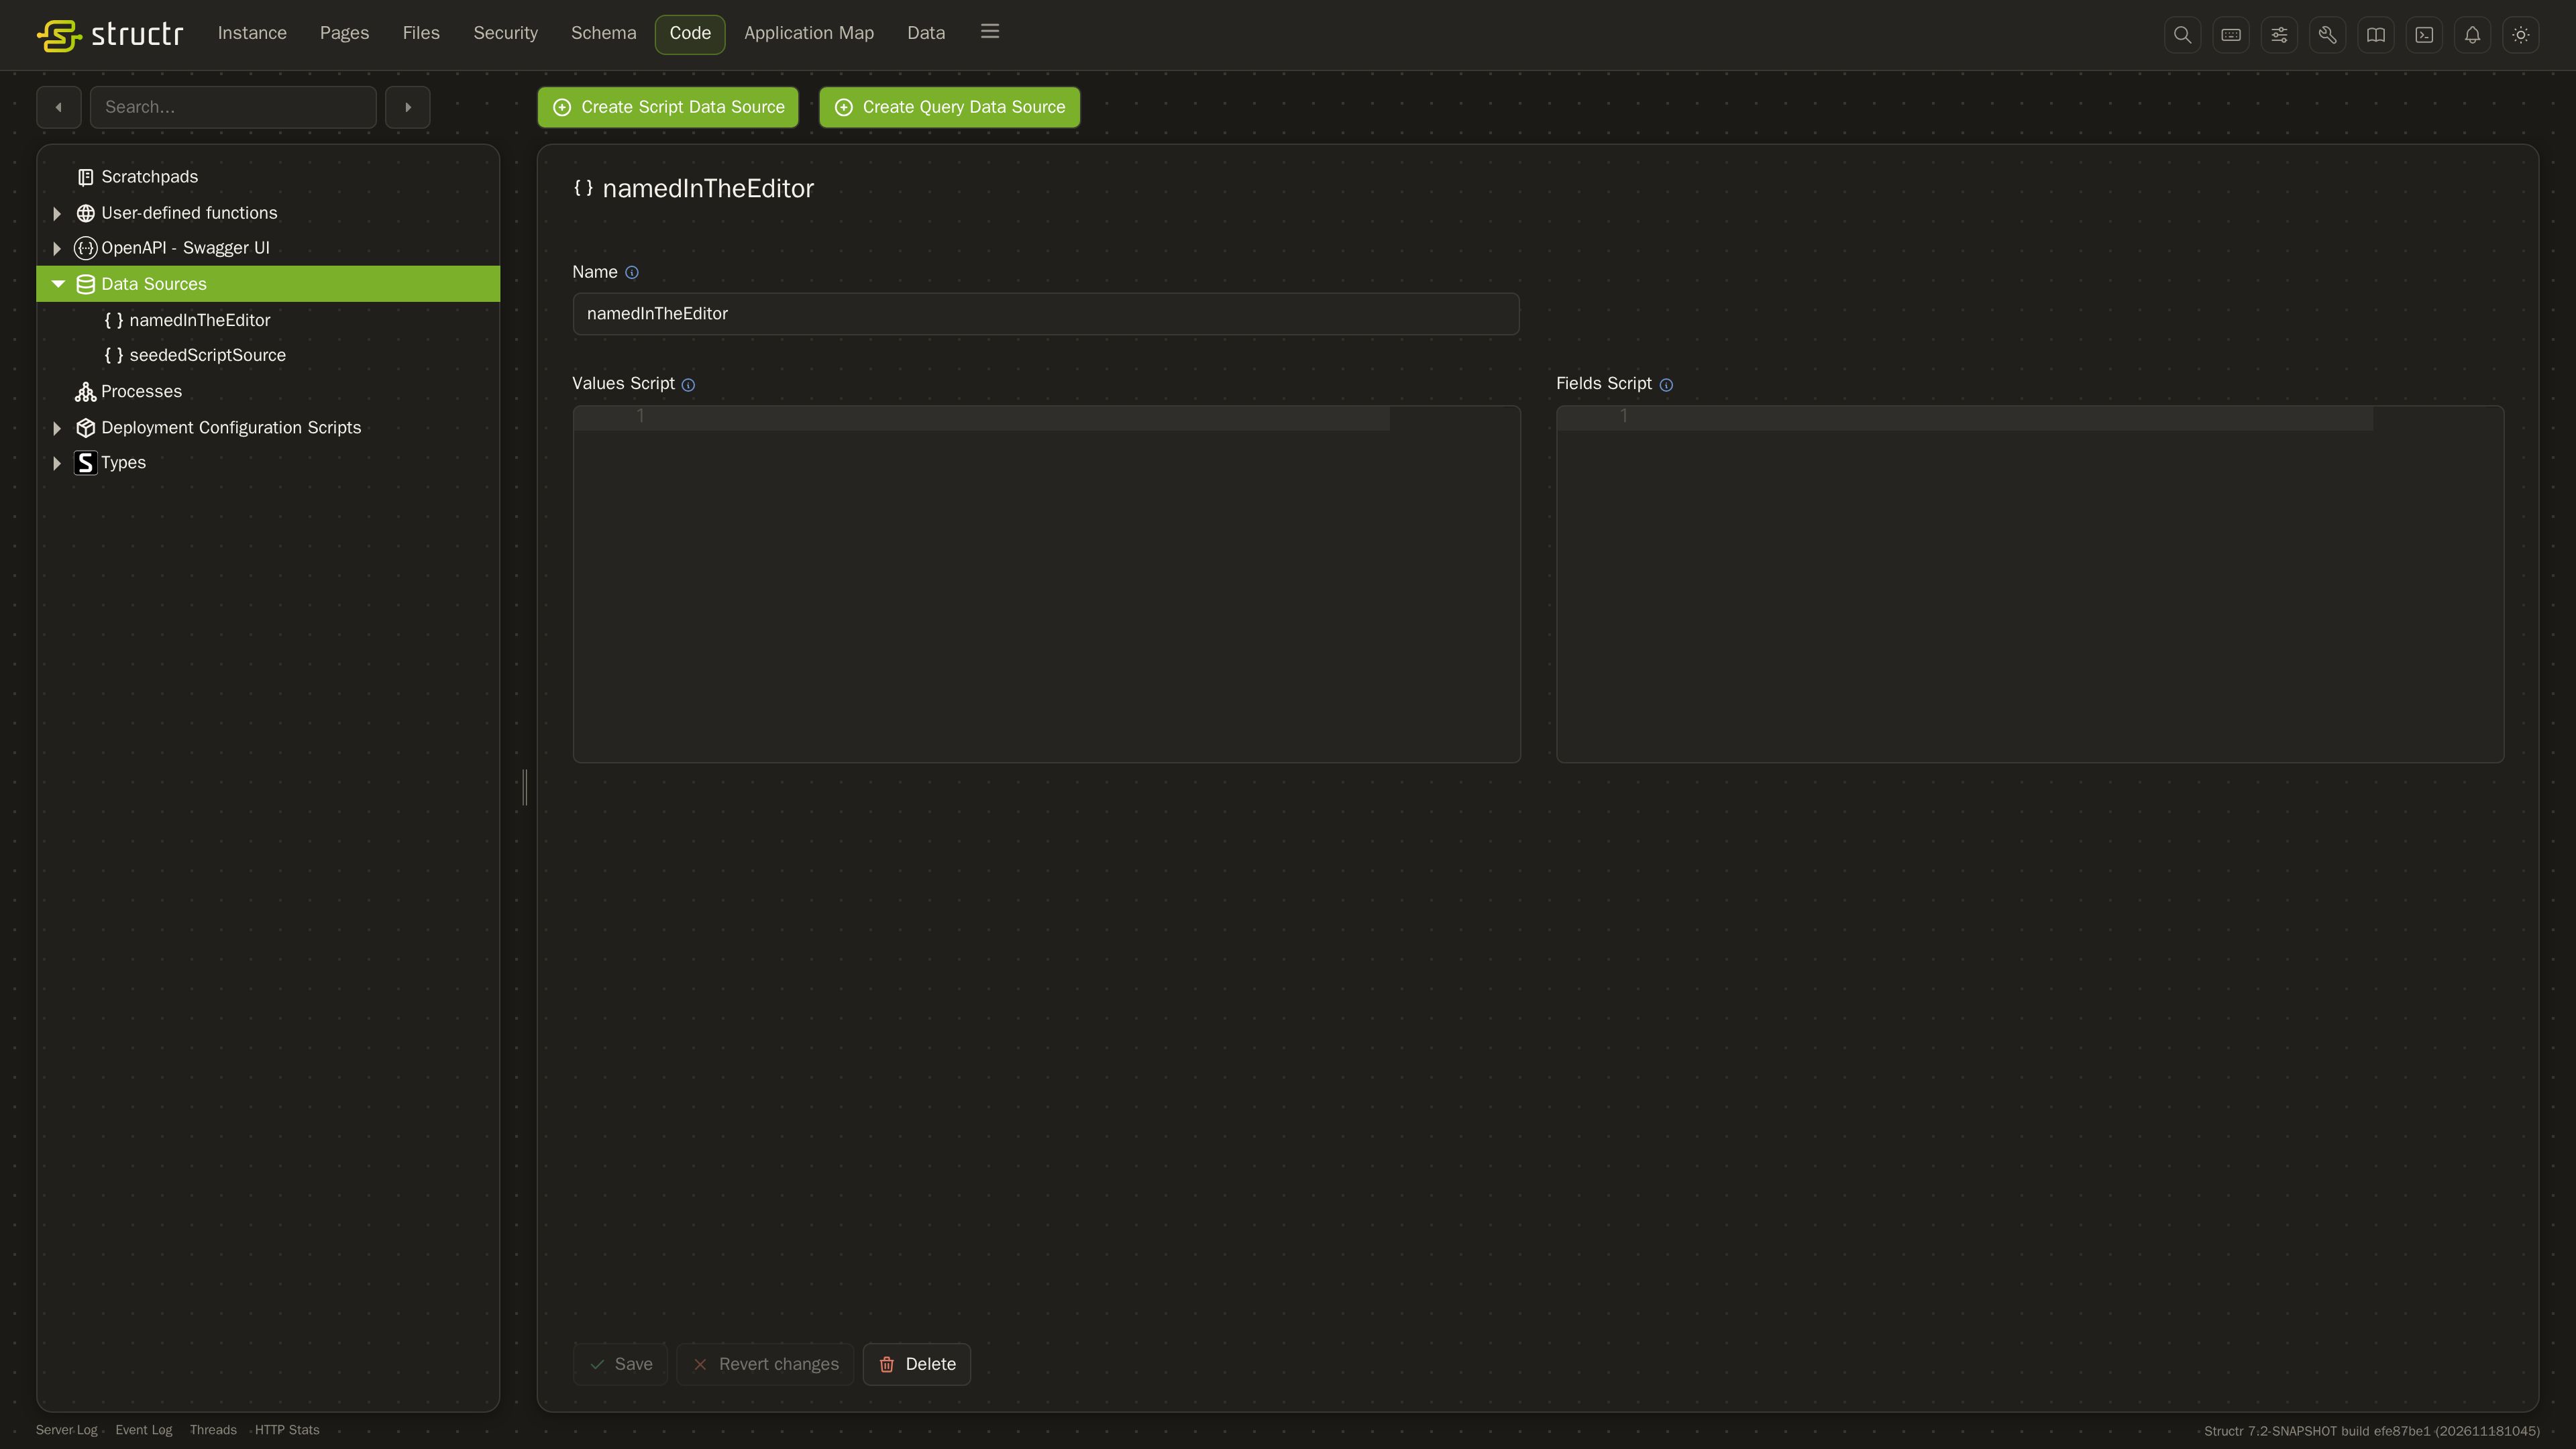 structr Instance Pages Files Security Schema Code Application Map Data
Search...
Create Script Data Source Create Query Data Source
Scratchpads
User-defined functions
OpenAPI - Swagger UI
Data Sources
{ } namedInTheEditor
{ } seededScriptSource
Processes
Deployment Configuration Scripts
Types
{ } namedInTheEditor
Name
namedInTheEditor
Values Script Fields Script
1 1
Save Revert changes Delete
Server Log Event Log Threads HTTP Stats Structr 7.2-SNAPSHOT build efe87be1 (202611181045)